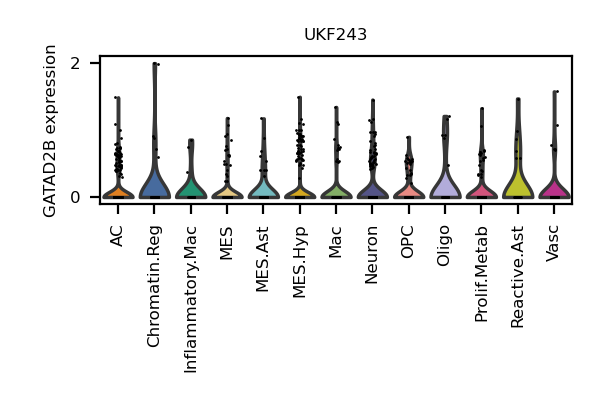 UKF243
GATAD2B expression
2
0
AC
Chromatin.Reg
Inflammatory.Mac
MES
MES.Ast
MES.Hyp
Mac
Neuron
OPC
Oligo
Prolif.Metab
Reactive.Ast
Vasc